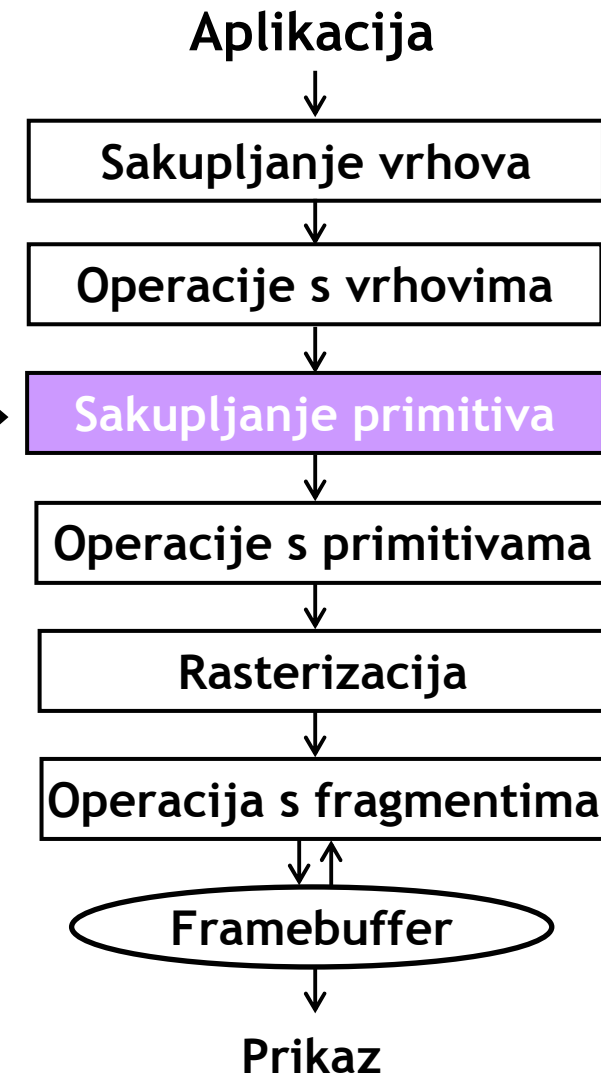 Aplikacija
Sakupljanje vrhova
Operacije s vrhovima
Sakupljanje primitiva
Operacije s primitivama
Rasterizacija
Operacija s fragmentima
Framebuffer
Prikaz